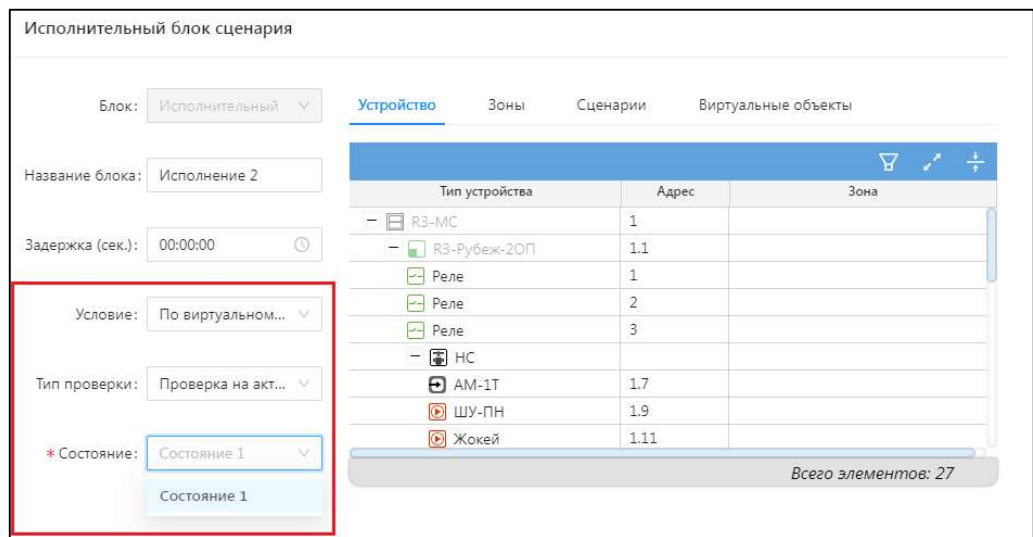 Исполнительный блок сценария
Блок: Исполнительный
Название блока: Исполнение 2
Задержка (сек.): 00:00:00
Условие: По виртуальном...
Тип проверки: Проверка на акт...
* Состояние: Состояние 1
Состояние 1
Устройство Зоны Сценарии Виртуальные объекты
Тип устройства Адрес Зона
R3-МС 1
R3-Рубеж-2ОП 1.1
Реле 1
Реле 2
Реле 3
НС
АМ-1Т 1.7
ШУ-ПН 1.9
Жокей 1.11
Всего элементов: 27